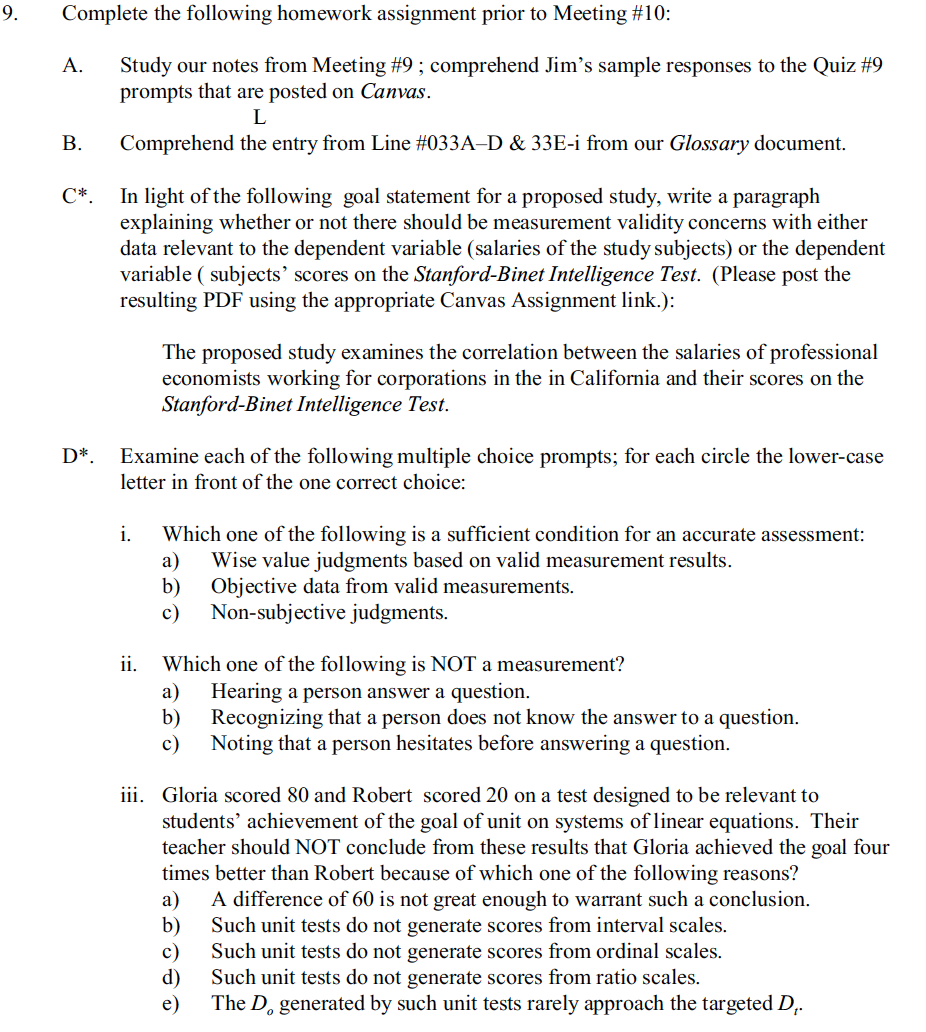 9. Complete the following homework assignment prior to Meeting #10:
A. Study our notes from Meeting #9 ; comprehend Jim’s sample responses to the Quiz #9
prompts that are posted on Canvas.
L
B. Comprehend the entry from Line #033A–D & 33E-i from our Glossary document.
C*. In light of the following goal statement for a proposed study, write a paragraph
explaining whether or not there should be measurement validity concerns with either
data relevant to the dependent variable (salaries of the study subjects) or the dependent
variable ( subjects’ scores on the Stanford-Binet Intelligence Test. (Please post the
resulting PDF using the appropriate Canvas Assignment link.):
The proposed study examines the correlation between the salaries of professional
economists working for corporations in the in California and their scores on the
Stanford-Binet Intelligence Test.
D*. Examine each of the following multiple choice prompts; for each circle the lower-case
letter in front of the one correct choice:
i. Which one of the following is a sufficient condition for an accurate assessment:
a) Wise value judgments based on valid measurement results.
b) Objective data from valid measurements.
c) Non-subjective judgments.
ii. Which one of the following is NOT a measurement?
a) Hearing a person answer a question.
b) Recognizing that a person does not know the answer to a question.
c) Noting that a person hesitates before answering a question.
iii. Gloria scored 80 and Robert scored 20 on a test designed to be relevant to
students’ achievement of the goal of unit on systems of linear equations. Their
teacher should NOT conclude from these results that Gloria achieved the goal four
times better than Robert because of which one of the following reasons?
a) A difference of 60 is not great enough to warrant such a conclusion.
b) Such unit tests do not generate scores from interval scales.
c) Such unit tests do not generate scores from ordinal scales.
d) Such unit tests do not generate scores from ratio scales.
e) The Dₒ generated by such unit tests rarely approach the targeted Dₜ.